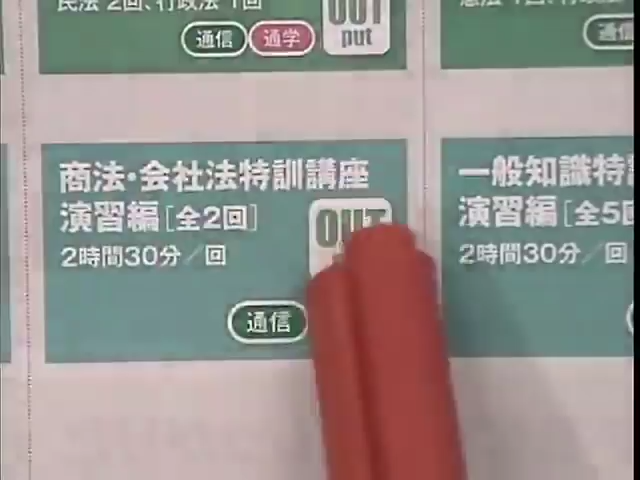 民法 2回、行政法 1回
通信
通学
OUT
put
通信
商法・会社法特訓講座
演習編［全2回］
2時間30分／回
OUT
通信
一般知識特
演習編［全5
2時間30分／回